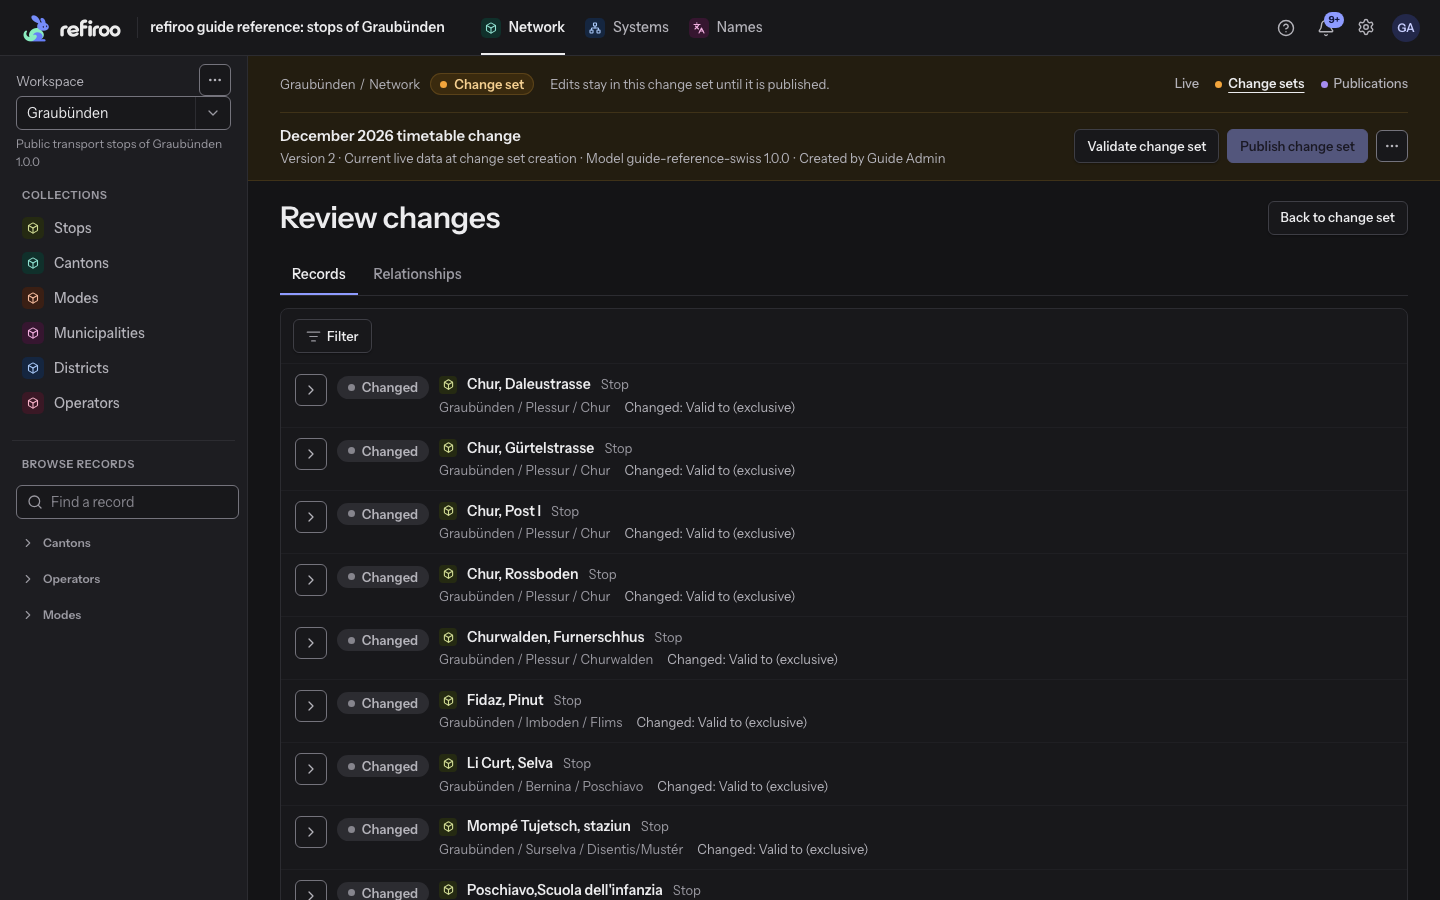 refiroo
refiroo guide reference: stops of Graubünden
Network
Systems
Names
9+
GA
Workspace
Graubünden
Public transport stops of Graubünden
1.0.0
COLLECTIONS
Stops
Cantons
Modes
Municipalities
Districts
Operators
BROWSE RECORDS
Find a record
Cantons
Operators
Modes
Graubünden / Network
Change set
Edits stay in this change set until it is published.
Live
Change sets
Publications
December 2026 timetable change
Version 2 · Current live data at change set creation · Model guide-reference-swiss 1.0.0 · Created by Guide Admin
Validate change set
Publish change set
Review changes
Back to change set
Records
Relationships
Filter
Changed
Chur, Daleustrasse Stop
Graubünden / Plessur / Chur Changed: Valid to (exclusive)
Changed
Chur, Gürtelstrasse Stop
Graubünden / Plessur / Chur Changed: Valid to (exclusive)
Changed
Chur, Post I Stop
Graubünden / Plessur / Chur Changed: Valid to (exclusive)
Changed
Chur, Rossboden Stop
Graubünden / Plessur / Chur Changed: Valid to (exclusive)
Changed
Churwalden, Furnerschhus Stop
Graubünden / Plessur / Churwalden Changed: Valid to (exclusive)
Changed
Fidaz, Pinut Stop
Graubünden / Imboden / Flims Changed: Valid to (exclusive)
Changed
Li Curt, Selva Stop
Graubünden / Bernina / Poschiavo Changed: Valid to (exclusive)
Changed
Mompé Tujetsch, staziun Stop
Graubünden / Surselva / Disentis/Mustér Changed: Valid to (exclusive)
Changed
Poschiavo,Scuola dell'infanzia Stop